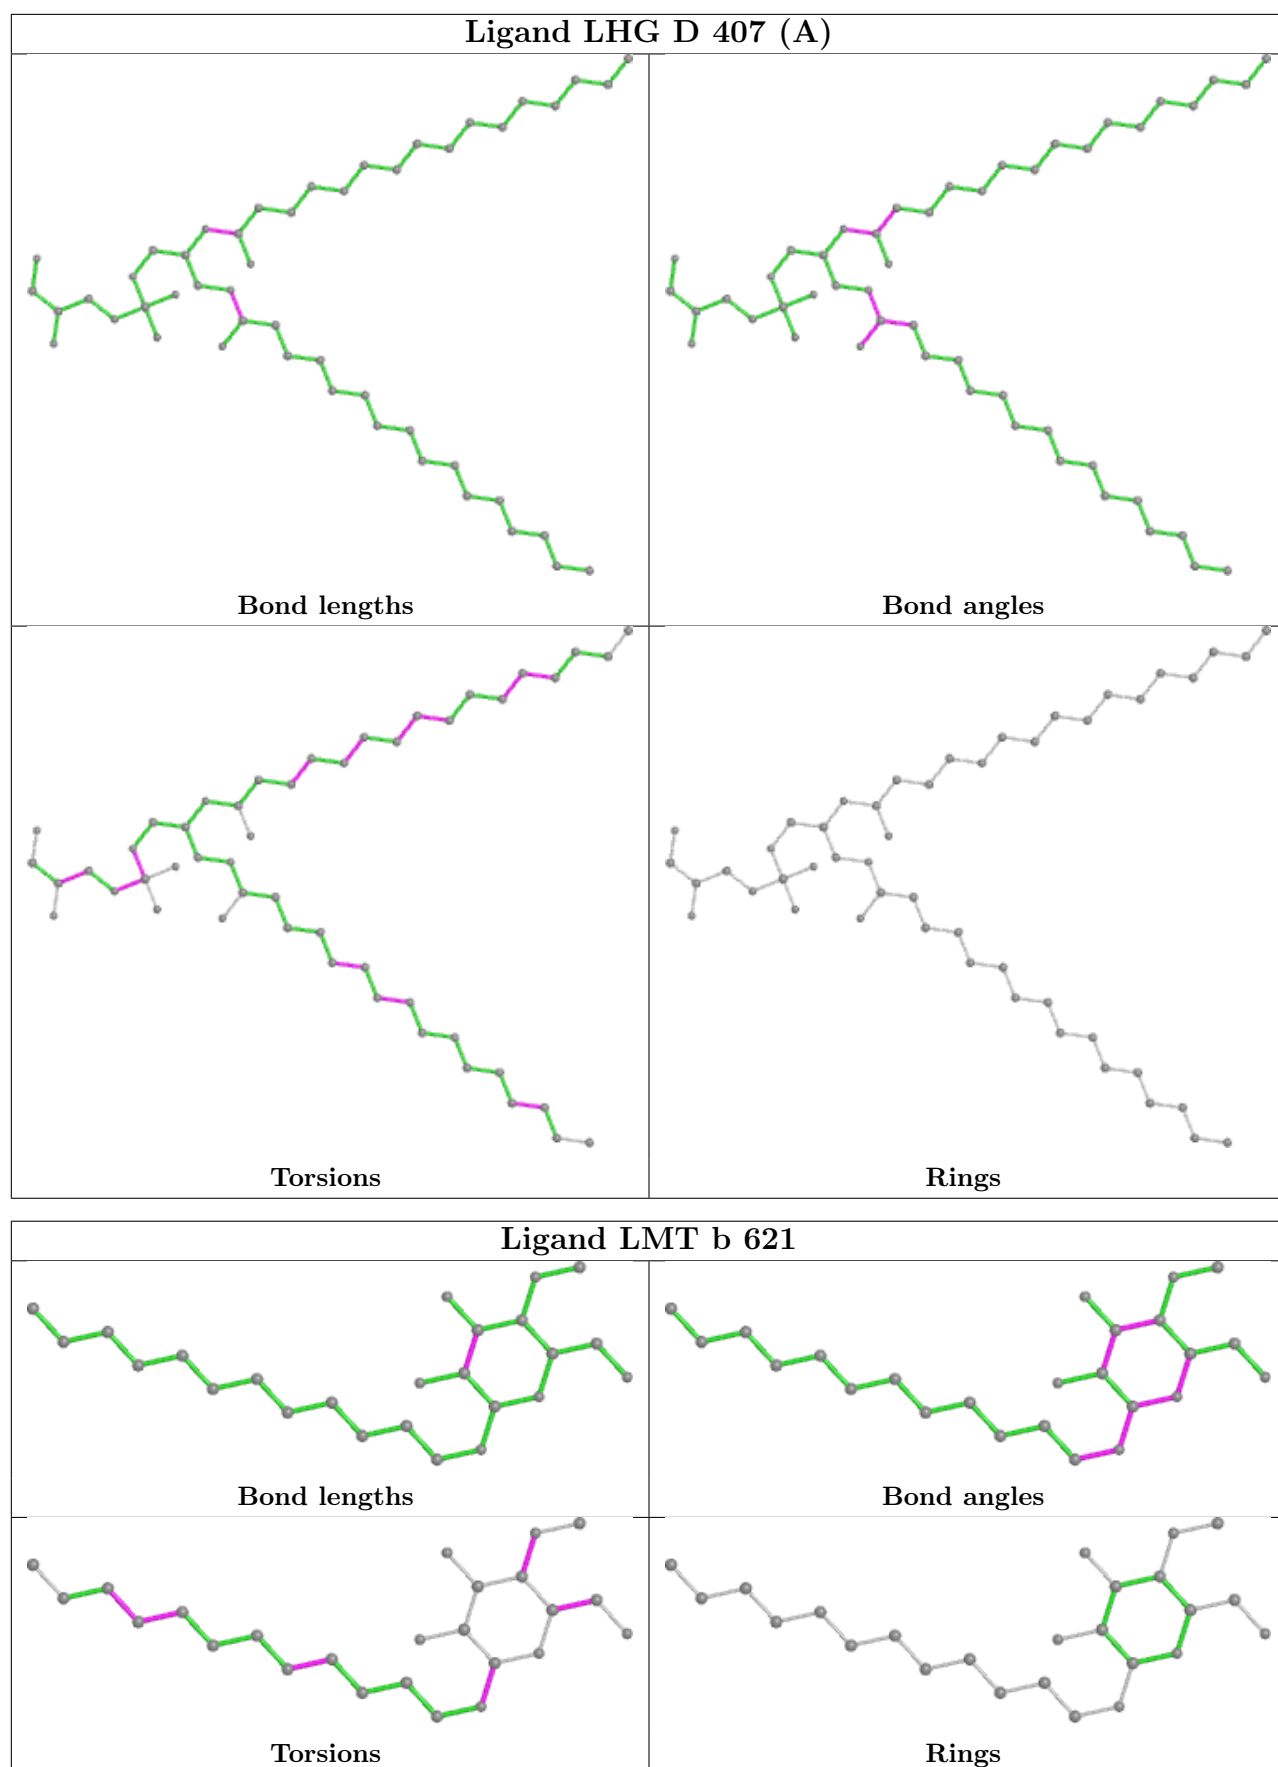 Ligand LHG D 407 (A)
Bond lengths
Bond angles
Torsions
Rings
Ligand LMT b 621
Bond lengths
Bond angles
Torsions
Rings